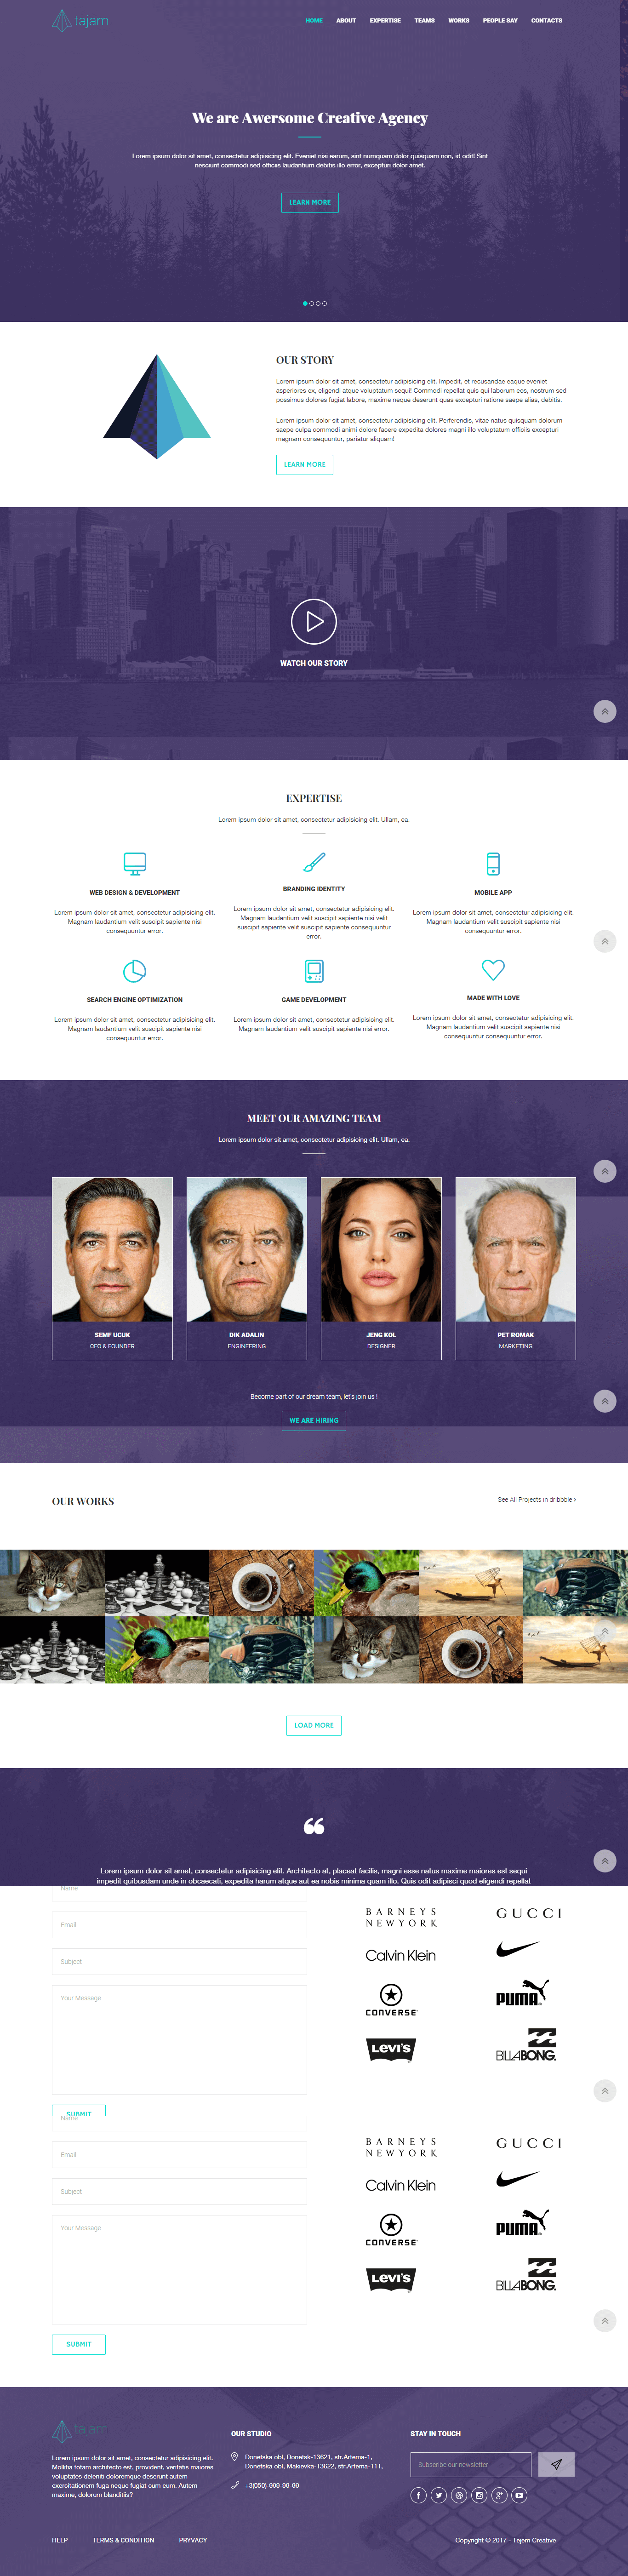 tajam
HOME ABOUT EXPERTISE TEAMS WORKS PEOPLE SAY CONTACTS
We are Awersome Creative Agency
Lorem ipsum dolor sit amet, consectetur adipisicing elit. Eveniet nisi earum, sint numquam dolor quisquam non, id odit! Sint
nesciunt commodi sed officiis laudantium debitis illo error, excepturi dolor amet.
LEARN MORE
OUR STORY
Lorem ipsum dolor sit amet, consectetur adipisicing elit. Impedit, et recusandae eaque eveniet
asperiores ex, eligendi atque voluptatum sequi! Commodi repellat quis qui laborum eos, nostrum sed
possimus dolores fugiat labore, maxime neque deserunt quas excepturi ratione saepe alias, debitis.
Lorem ipsum dolor sit amet, consectetur adipisicing elit. Perferendis, vitae natus quisquam dolorum
saepe culpa commodi animi dolore facere expedita dolores magni illo voluptatum officiis excepturi
magnam consequuntur, pariatur aliquam!
LEARN MORE
WATCH OUR STORY
EXPERTISE
Lorem ipsum dolor sit amet, consectetur adipisicing elit. Ullam, ea.
WEB DESIGN & DEVELOPMENT
Lorem ipsum dolor sit amet, consectetur adipisicing elit.
Magnam laudantium velit suscipit sapiente nisi
consequuntur error.
BRANDING IDENTITY
Lorem ipsum dolor sit amet, consectetur adipisicing elit.
Magnam laudantium velit suscipit sapiente nisi velit
suscipit sapiente velit suscipit sapiente consequuntur
error.
MOBILE APP
Lorem ipsum dolor sit amet, consectetur adipisicing elit.
Magnam laudantium velit suscipit sapiente nisi
consequuntur error.
SEARCH ENGINE OPTIMIZATION
Lorem ipsum dolor sit amet, consectetur adipisicing elit.
Magnam laudantium velit suscipit sapiente nisi
consequuntur error.
GAME DEVELOPMENT
Lorem ipsum dolor sit amet, consectetur adipisicing elit.
Magnam laudantium velit suscipit sapiente nisi error.
MADE WITH LOVE
Lorem ipsum dolor sit amet, consectetur adipisicing elit.
Magnam laudantium velit suscipit sapiente nisi
consequuntur error.
MEET OUR AMAZING TEAM
Lorem ipsum dolor sit amet, consectetur adipisicing elit. Ullam, ea.
SEMF UCUK
CEO & FOUNDER
DIK ADALIN
ENGINEERING
JENG KOL
DESIGNER
PET ROMAK
MARKETING
Become part of our dream team, let's join us !
WE ARE HIRING
OUR WORKS
See All Projects in dribbble
LOAD MORE
Lorem ipsum dolor sit amet, consectetur adipisicing elit. Architecto at, placeat facilis, magni esse natus maxime maiores est sequi
impedit quibusdam unde in obcaecati, expedita harum atque aut ea nobis minima quam illo. Quis odit adipisci quod eligendi repellat
Name
Email
Subject
Your Message
SUBMIT
BARNEYS
NEWYORK
GUCCI
Calvin Klein
CONVERSE
PUMA
LEVI'S
BILLABONG
Name
Email
Subject
Your Message
SUBMIT
BARNEYS
NEWYORK
GUCCI
Calvin Klein
CONVERSE
PUMA
LEVI'S
BILLABONG
tajam
Lorem ipsum dolor sit amet, consectetur adipisicing elit.
Mollitia totam architecto est, provident, veritatis maiores
voluptates deleniti doloremque deserunt autem
exercitationem fuga neque fugiat cum eum. Autem
maxime, dolorum blanditiis?
OUR STUDIO
Donetska obl, Donetsk-13621, str.Artema-1,
Donetska obl, Makievka-13622, str.Artema-111,
+3(050)-999-99-99
STAY IN TOUCH
Subscribe our newsletter
HELP TERMS & CONDITION PRYVACY
Copyright © 2017 - Tejem Creative